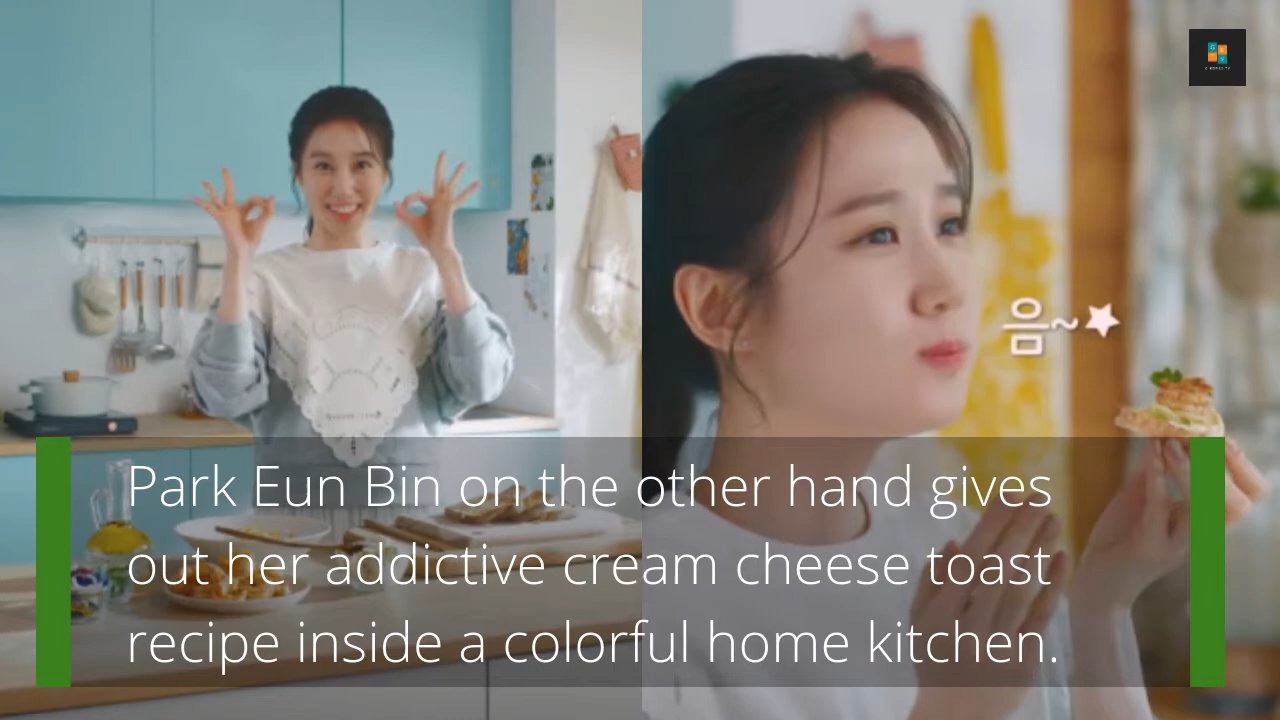 음~
Park Eun Bin on the other hand gives
out her addictive cream cheese toast
recipe inside a colorful home kitchen.